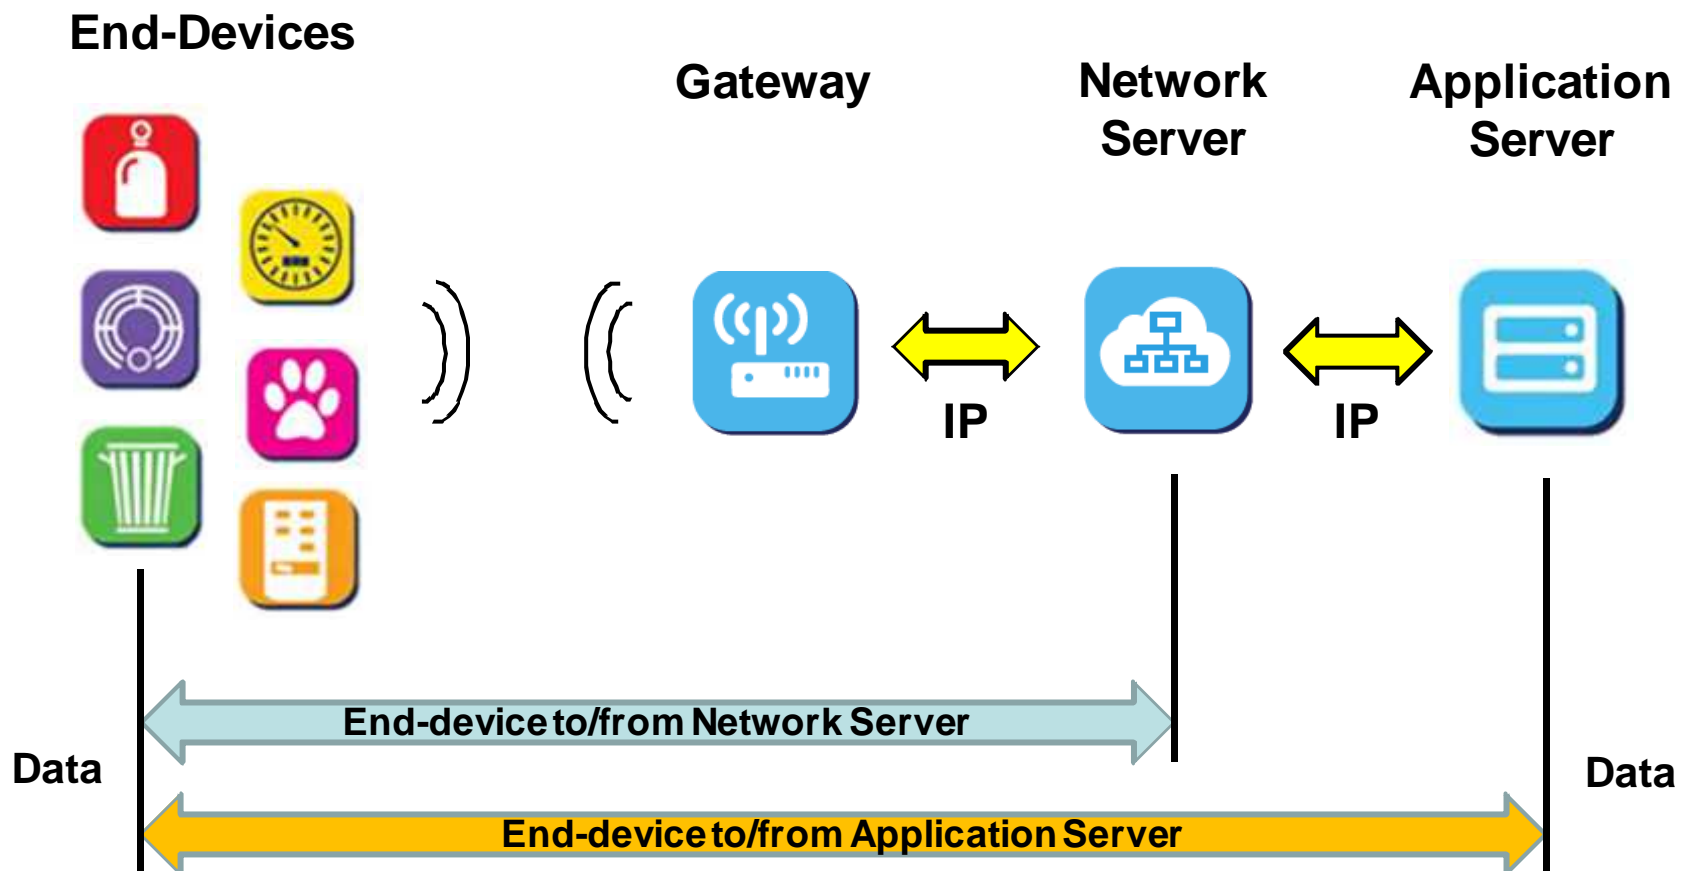 End-Devices
Gateway
Network
Server
Application
Server
IP
IP
End-device to/from Network Server
Data
Data
End-device to/from Application Server